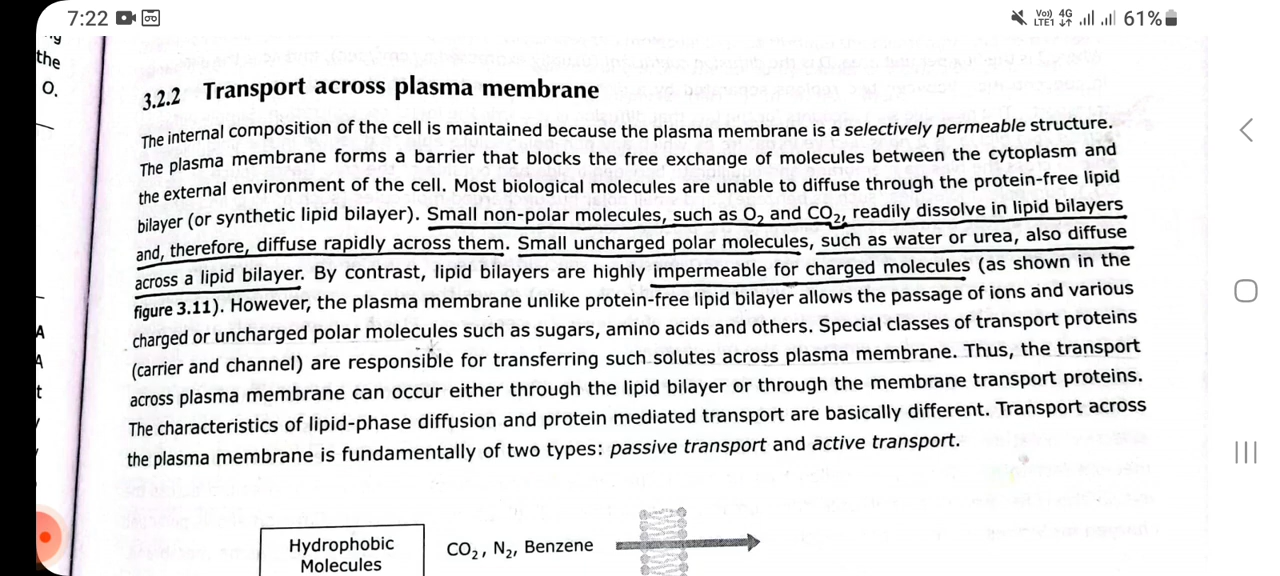 7:22
Vo)) 4G
LTE1
61%
the
O.
3.2.2 Transport across plasma membrane
The internal composition of the cell is maintained because the plasma membrane is a selectively permeable structure.
The plasma membrane forms a barrier that blocks the free exchange of molecules between the cytoplasm and
the external environment of the cell. Most biological molecules are unable to diffuse through the protein-free lipid
bilayer (or synthetic lipid bilayer). Small non-polar molecules, such as O₂ and CO₂, readily dissolve in lipid bilayers
and, therefore, diffuse rapidly across them. Small uncharged polar molecules, such as water or urea, also diffuse
across a lipid bilayer. By contrast, lipid bilayers are highly impermeable for charged molecules (as shown in the
figure 3.11). However, the plasma membrane unlike protein-free lipid bilayer allows the passage of ions and various
charged or uncharged polar molecules such as sugars, amino acids and others. Special classes of transport proteins
(carrier and channel) are responsible for transferring such solutes across plasma membrane. Thus, the transport
across plasma membrane can occur either through the lipid bilayer or through the membrane transport proteins.
The characteristics of lipid-phase diffusion and protein mediated transport are basically different. Transport across
the plasma membrane is fundamentally of two types: passive transport and active transport.
A
A
t
Hydrophobic
Molecules
CO₂, N₂, Benzene